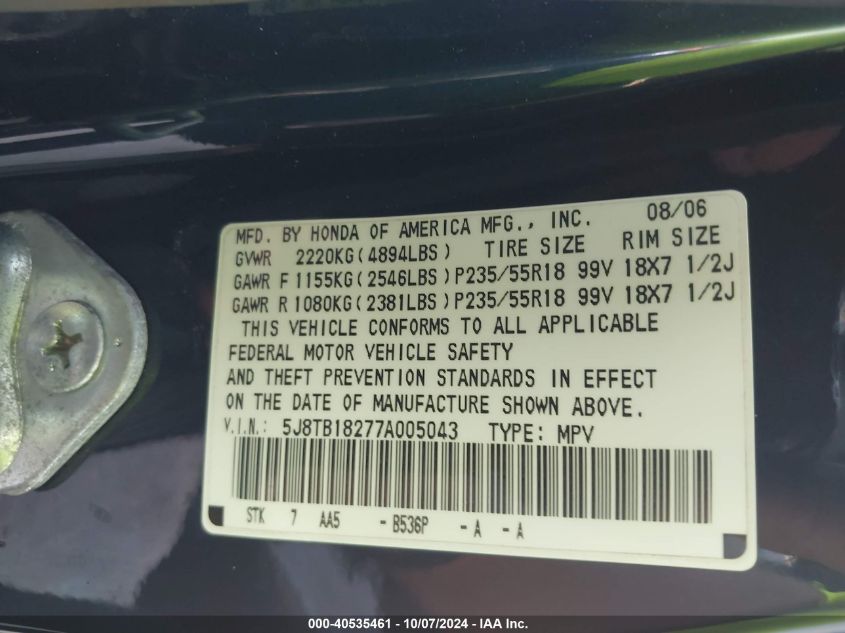 MFD. BY HONDA OF AMERICA MFG., INC. 08/06
GVWR 2220KG(4894LBS) TIRE SIZE RIM SIZE
GAWR F 1155KG(2546LBS)P235/55R18 99V 18X7 1/2J
GAWR R 1080KG(2381LBS)P235/55R18 99V 18X7 1/2J
THIS VEHICLE CONFORMS TO ALL APPLICABLE
FEDERAL MOTOR VEHICLE SAFETY
AND THEFT PREVENTION STANDARDS IN EFFECT
ON THE DATE OF MANUFACTURE SHOWN ABOVE.
V.I.N.: 5J8TB18277A005043 TYPE: MPV
STK 7 AA5 - B536P - A - A
000-40535461 - 10/07/2024 - IAA Inc.